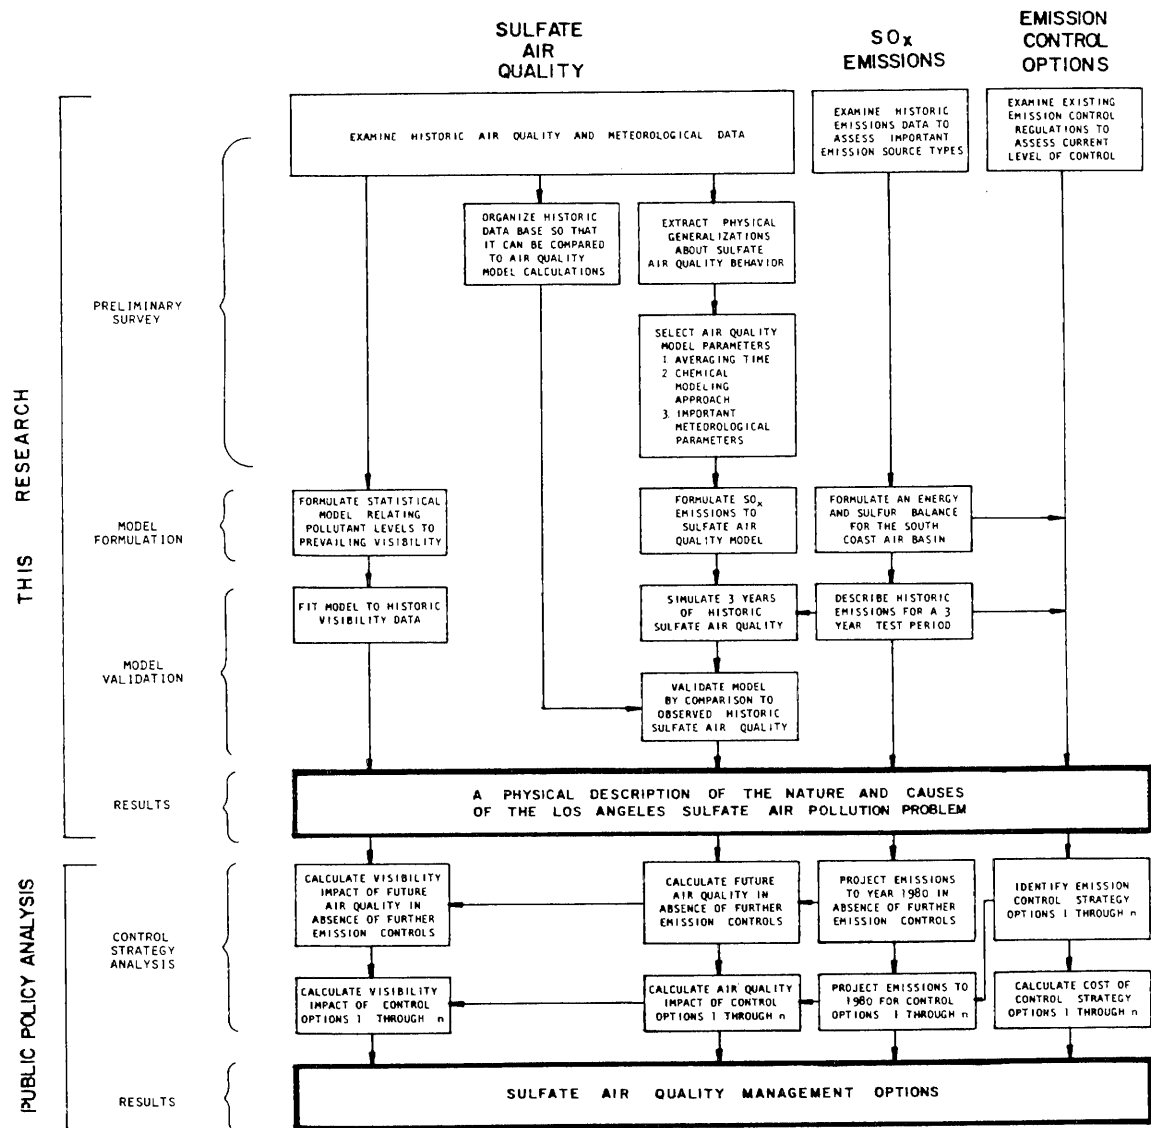 SULFATE
AIR
QUALITY
SOx
EMISSIONS
EMISSION
CONTROL
OPTIONS
THIS RESEARCH
PRELIMINARY
SURVEY
EXAMINE HISTORIC AIR QUALITY AND METEOROLOGICAL DATA
EXAMINE HISTORIC
EMISSIONS DATA TO
ASSESS IMPORTANT
EMISSION SOURCE TYPES
EXAMINE EXISTING
EMISSION CONTROL
REGULATIONS TO
ASSESS CURRENT
LEVEL OF CONTROL
ORGANIZE HISTORIC
DATA BASE SO THAT
IT CAN BE COMPARED
TO AIR QUALITY
MODEL CALCULATIONS
EXTRACT PHYSICAL
GENERALIZATIONS
ABOUT SULFATE
AIR QUALITY BEHAVIOR
SELECT AIR QUALITY
MODEL PARAMETERS
1 AVERAGING TIME
2 CHEMICAL
MODELING
APPROACH
3. IMPORTANT
METEOROLOGICAL
PARAMETERS
MODEL
FORMULATION
FORMULATE STATISTICAL
MODEL RELATING
POLLUTANT LEVELS TO
PREVAILING VISIBILITY
FORMULATE SOx
EMISSIONS TO
SULFATE AIR
QUALITY MODEL
FORMULATE AN ENERGY
AND SULFUR BALANCE
FOR THE SOUTH
COAST AIR BASIN
MODEL
VALIDATION
FIT MODEL TO HISTORIC
VISIBILITY DATA
SIMULATE 3 YEARS
OF HISTORIC
SULFATE AIR QUALITY
DESCRIBE HISTORIC
EMISSIONS FOR A 3
YEAR TEST PERIOD
VALIDATE MODEL
BY COMPARISON TO
OBSERVED HISTORIC
SULFATE AIR QUALITY
RESULTS
A PHYSICAL DESCRIPTION OF THE NATURE AND CAUSES
OF THE LOS ANGELES SULFATE AIR POLLUTION PROBLEM
PUBLIC POLICY ANALYSIS
CONTROL
STRATEGY
ANALYSIS
CALCULATE VISIBILITY
IMPACT OF FUTURE
AIR QUALITY IN
ABSENCE OF FURTHER
EMISSION CONTROLS
CALCULATE FUTURE
AIR QUALITY IN
ABSENCE OF FURTHER
EMISSION CONTROLS
PROJECT EMISSIONS
TO YEAR 1980 IN
ABSENCE OF FURTHER
EMISSION CONTROLS
IDENTIFY EMISSION
CONTROL STRATEGY
OPTIONS 1 THROUGH n
CALCULATE VISIBILITY
IMPACT OF CONTROL
OPTIONS 1 THROUGH n
CALCULATE AIR QUALITY
IMPACT OF CONTROL
OPTIONS 1 THROUGH n
PROJECT EMISSIONS TO
1980 FOR CONTROL
OPTIONS 1 THROUGH n
CALCULATE COST OF
CONTROL STRATEGY
OPTIONS 1 THROUGH n
RESULTS
SULFATE AIR QUALITY MANAGEMENT OPTIONS